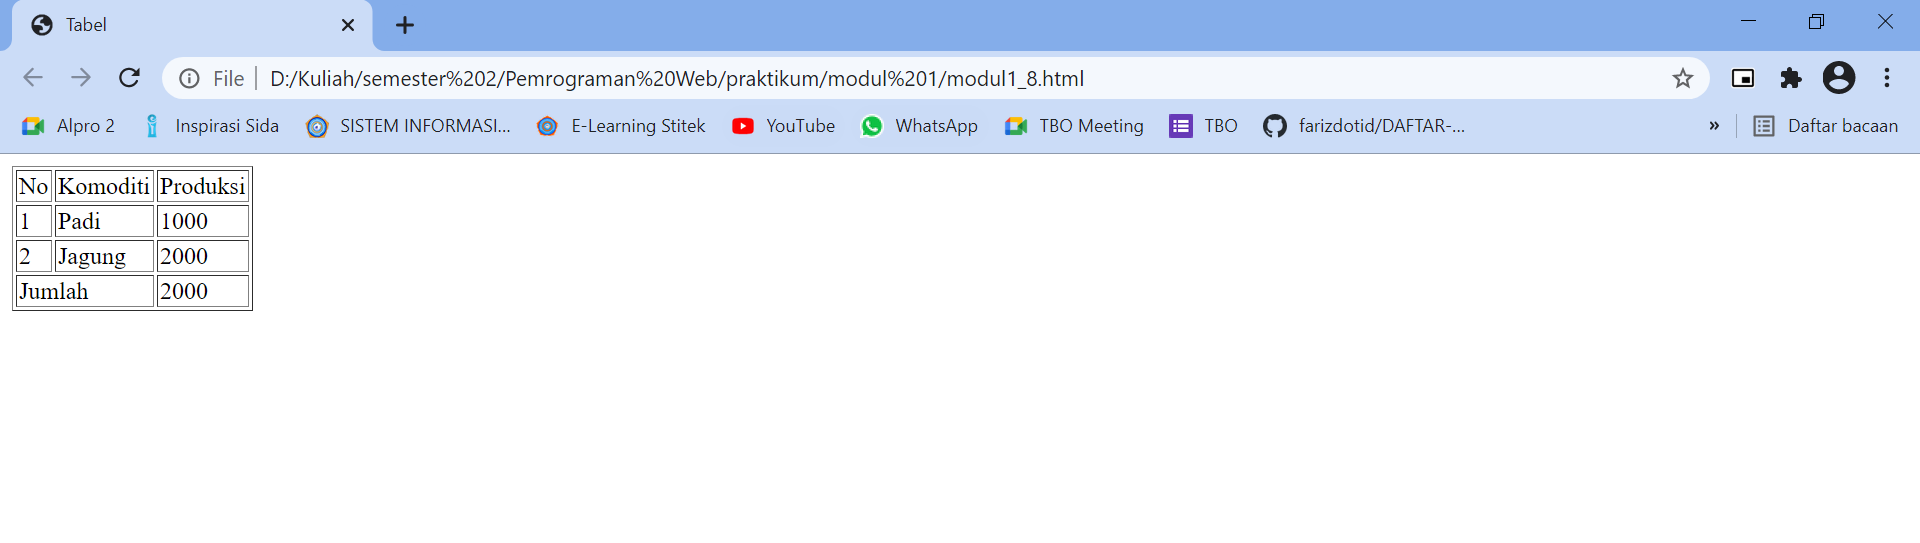 Tabel
File D:/Kuliah/semester%202/Pemrograman%20Web/praktikum/modul%201/modul1_8.html
Alpro 2 Inspirasi Sida SISTEM INFORMASI... E-Learning Stitek YouTube WhatsApp TBO Meeting TBO farizdotid/DAFTAR-... » Daftar bacaan
No Komoditi Produksi
1 Padi 1000
2 Jagung 2000
Jumlah 2000